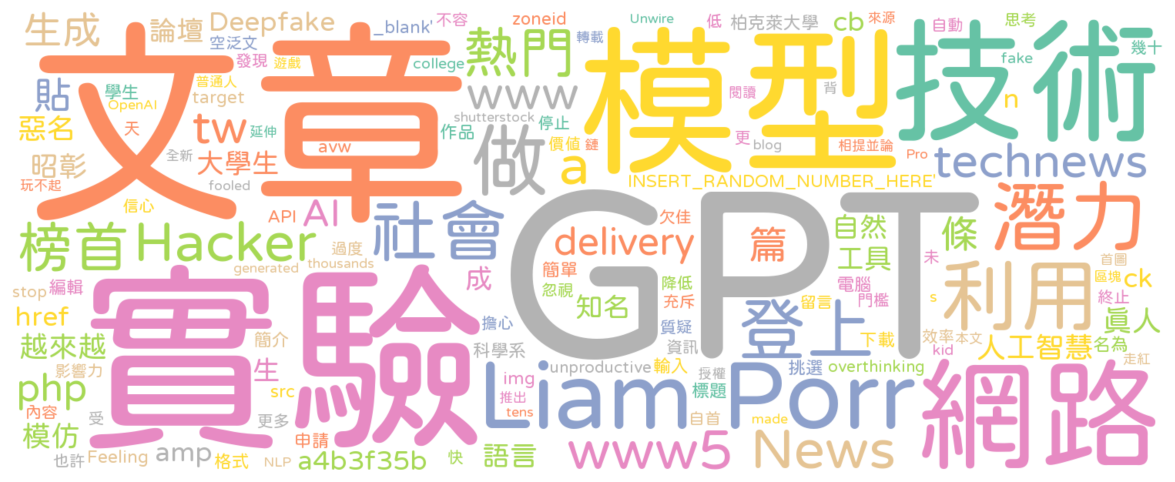 生成
論壇
Deepfake
空泛文
_blank'
不容
zoneid
Unwire
低
柏克萊大學
cb
來源
自動
思考
幾十
文章
熱門
轉載
模型
技術
fake
發現
遊戲
college
貼
學生
普通人
OpenAI
target
www
閱讀
背
n
惡名
tw
延伸
天
作品
shutterstock
停止
價值
鏈
更
blog
相提並論
昭彰
全新
大學生
avw
做
a
Pro
technews
玩不起
fooled
INSERT_RANDOM_NUMBER_HERE'
信心
API
AI
社會
GPT
欠佳
自然
潛力
榜首
Hacker
delivery
篇
條
過度
成
簡單
工具
未
首圖
generated
thousands
忽視
降低
電腦
區塊
ck
stop
編輯
實驗
知名
充斥
門檻
利用
終止
href
擔心
登上
留言
s
真人
簡介
質疑
越來越
科學系
資訊
下載
效率
本文
名為
影響力
生
kid
人工智慧
走紅
php
src
Liam
Porr
unproductive
輸入
挑選
overthinking
img
授權
網路
內容
推出
標題
受
更多
tens
自首
made
模仿
申請
www5
News
也許
Feeling
amp
格式
NLP
a4b3f35b
快
語言